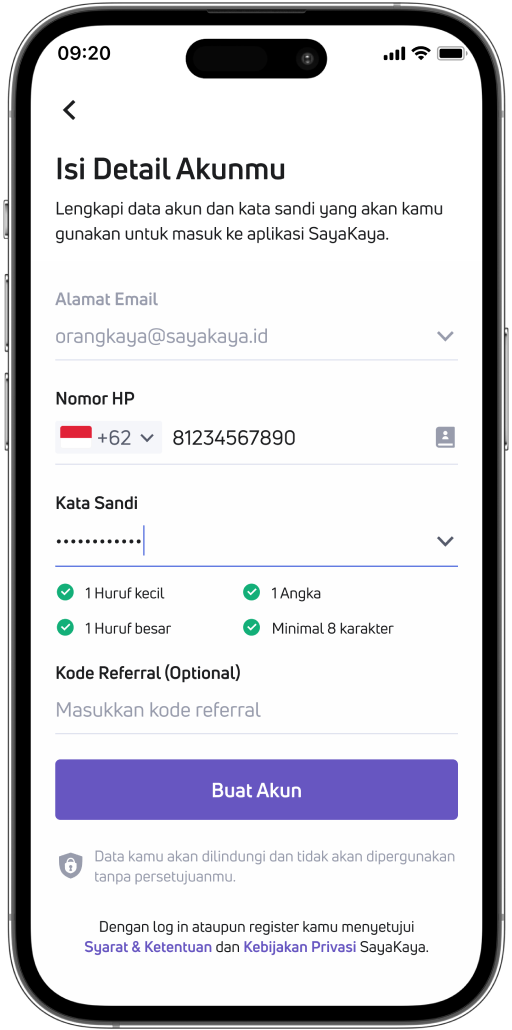 09:20
Isi Detail Akunmu
Lengkapi data akun dan kata sandi yang akan kamu
gunakan untuk masuk ke aplikasi SayaKaya.
Alamat Email
orangkaya@sayakaya.id
Nomor HP
+62 81234567890
Kata Sandi
••••••••••••
1 Huruf kecil 1 Angka
1 Huruf besar Minimal 8 karakter
Kode Referral (Optional)
Masukkan kode referral
Buat Akun
Data kamu akan dilindungi dan tidak akan dipergunakan
tanpa persetujuanmu.
Dengan log in ataupun register kamu menyetujui
Syarat & Ketentuan dan Kebijakan Privasi SayaKaya.